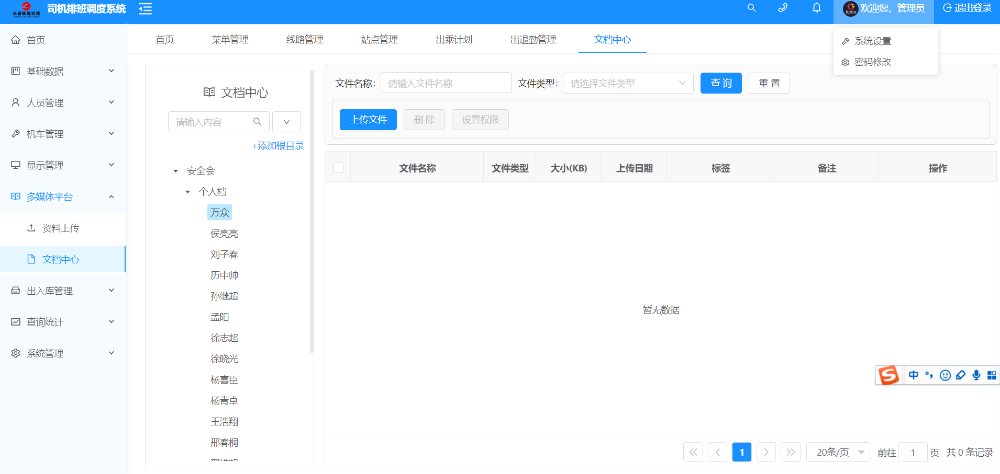 长春轨道交通
司机排班调度系统
欢迎您，管理员
退出登录
首页
基础数据
人员管理
机车管理
显示管理
多媒体平台
资料上传
文档中心
出入库管理
查询统计
系统管理
首页 菜单管理 线路管理 站点管理 出乘计划 出退勤管理 文档中心
系统设置
密码修改
文档中心
请输入内容
+添加根目录
安全会
个人档
万众
侯亮亮
刘子春
历中帅
孙继超
孟阳
徐志超
徐晓光
杨喜臣
杨青卓
王浩翔
邢春桐
文件名称： 请输入文件名称 文件类型： 请选择文件类型 查询 重置
上传文件 删除 设置权限
文件名称 文件类型 大小(KB) 上传日期 标签 备注 操作
暂无数据
中
1 20条/页 前往 1 页 共 0 条记录